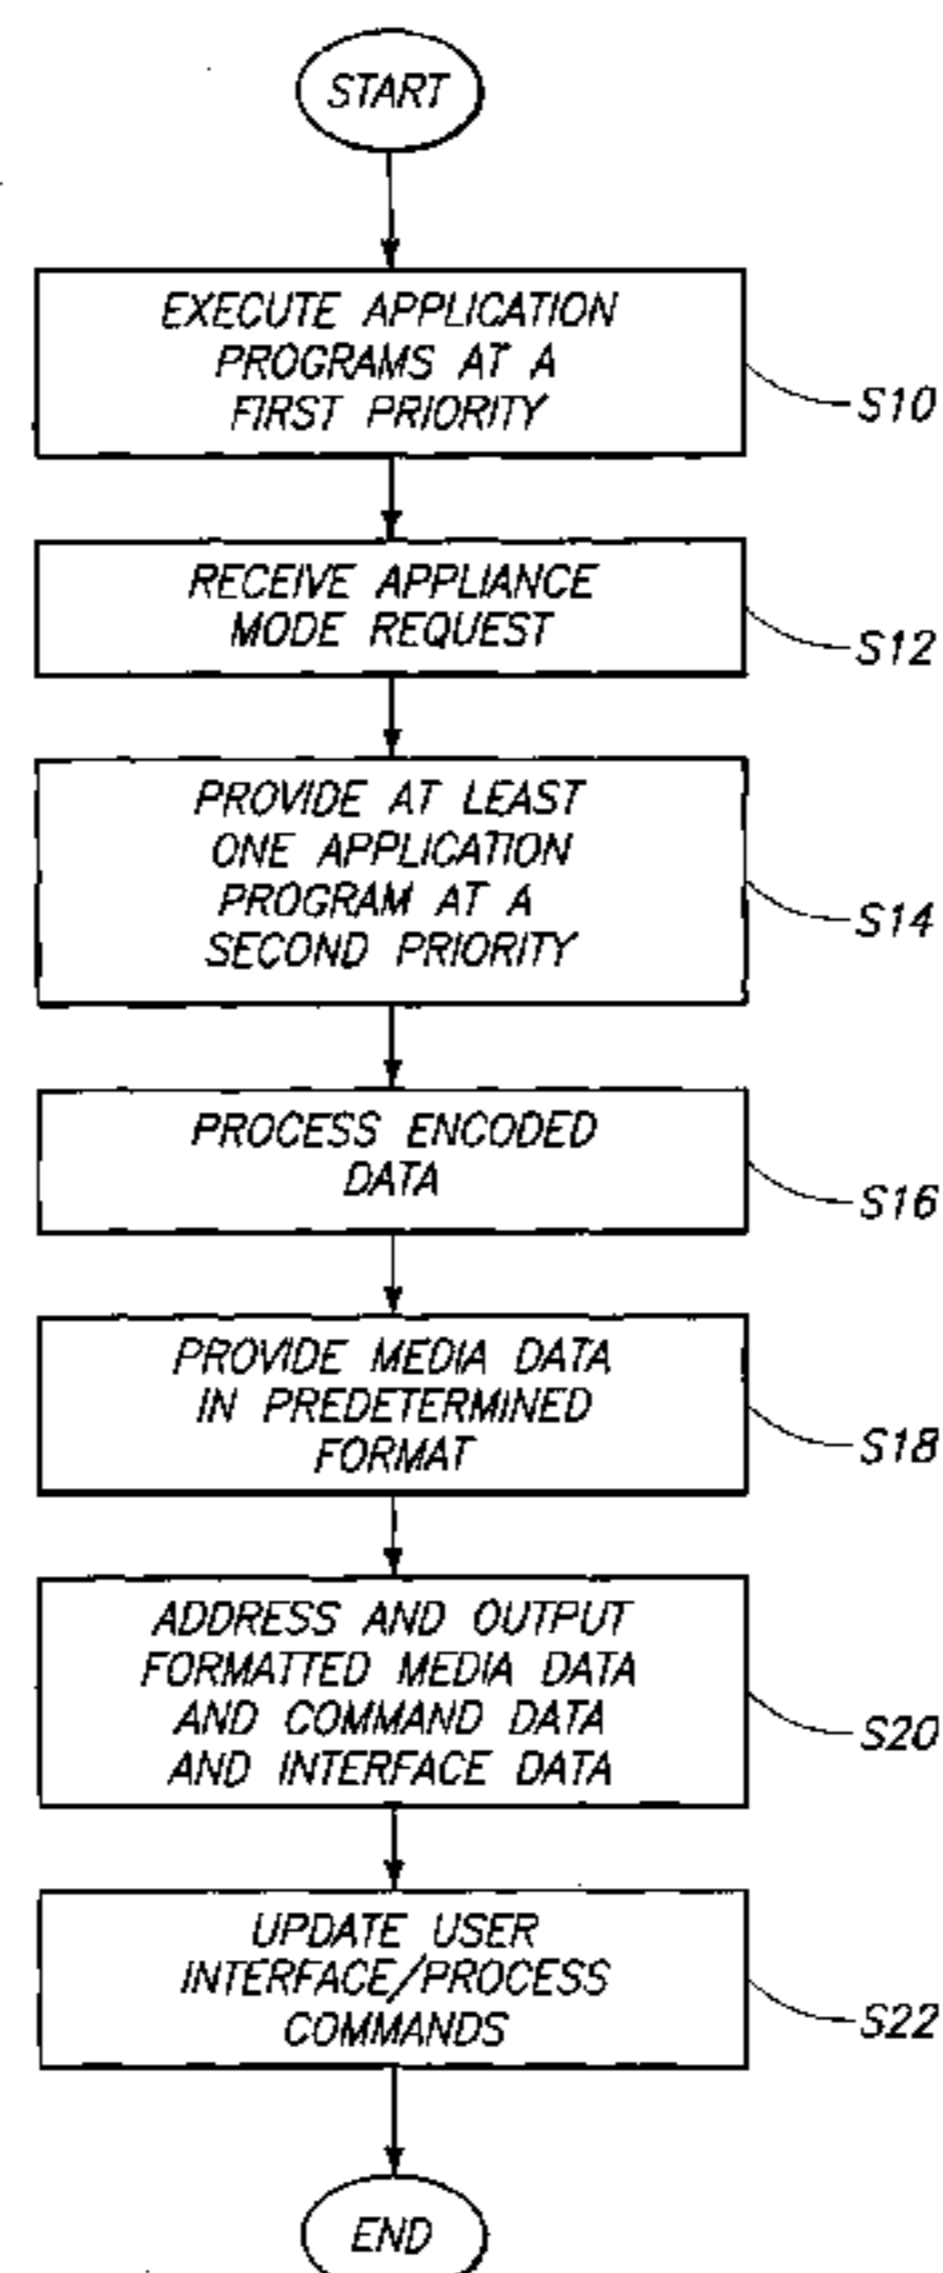 START
EXECUTE APPLICATION
PROGRAMS AT A
FIRST PRIORITY
S10
RECEIVE APPLIANCE
MODE REQUEST
S12
PROVIDE AT LEAST
ONE APPLICATION
PROGRAM AT A
SECOND PRIORITY
S14
PROCESS ENCODED
DATA
S16
PROVIDE MEDIA DATA
IN PREDETERMINED
FORMAT
S18
ADDRESS AND OUTPUT
FORMATTED MEDIA DATA
AND COMMAND DATA
AND INTERFACE DATA
S20
UPDATE USER
INTERFACE/PROCESS
COMMANDS
S22
END